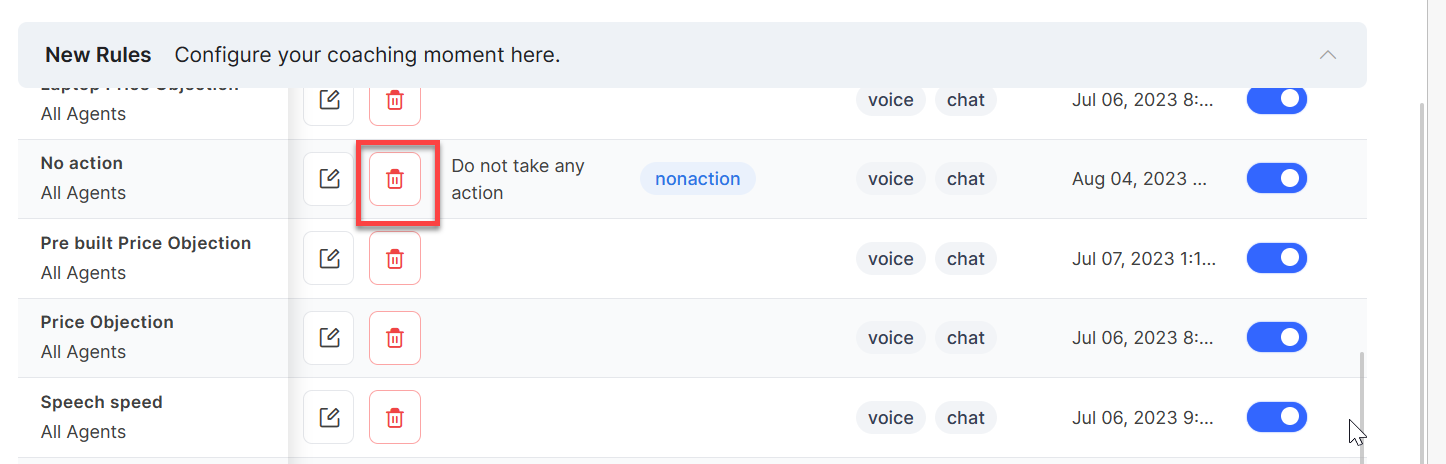 New Rules Configure your coaching moment here.
Laptop Price Objection
All Agents
voice chat Jul 06, 2023 8:...
No action
All Agents
Do not take any
action
nonaction
voice chat Aug 04, 2023 ...
Pre built Price Objection
All Agents
voice chat Jul 07, 2023 1:1...
Price Objection
All Agents
voice chat Jul 06, 2023 8:...
Speech speed
All Agents
voice chat Jul 06, 2023 9:...